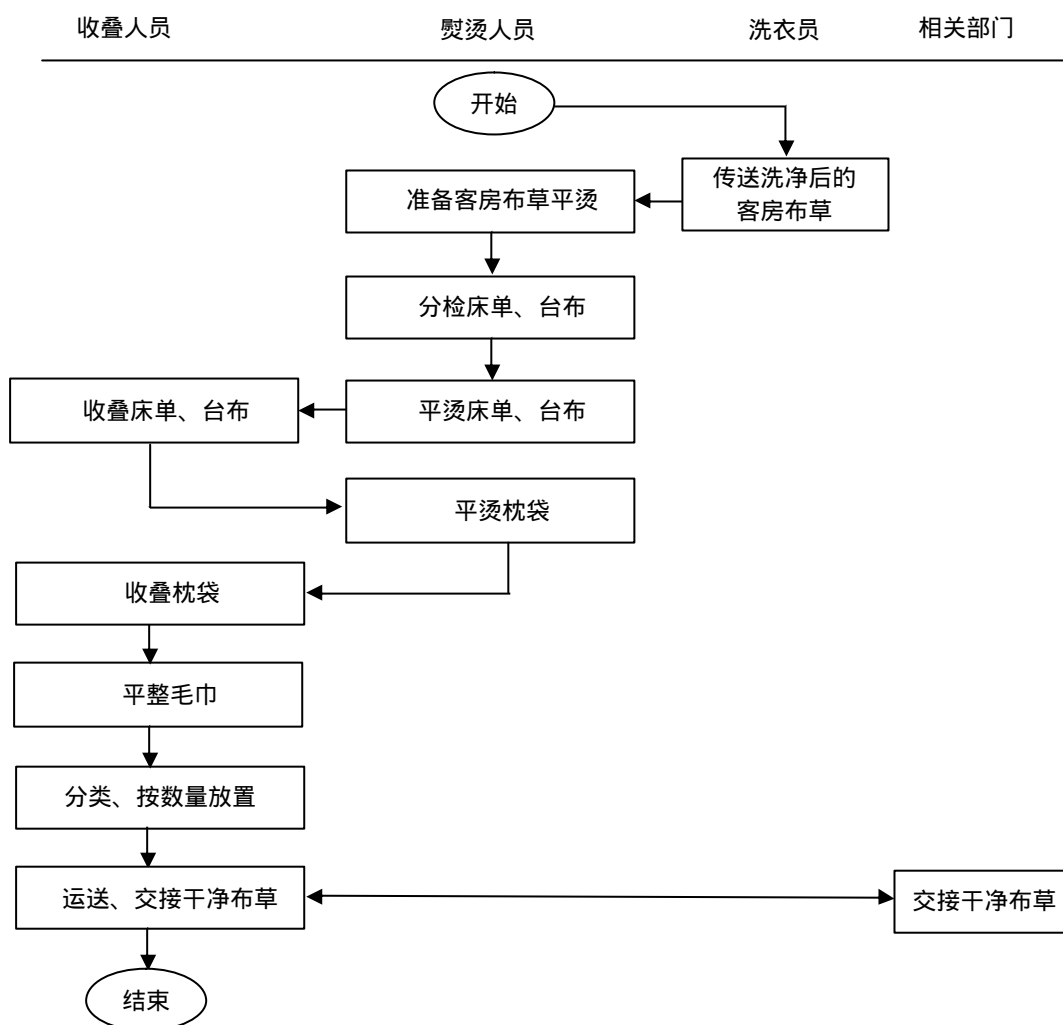 收叠人员 熨烫人员 洗衣员 相关部门
开始
传送洗净后的
客房布草
准备客房布草平烫
分检床单、台布
平烫床单、台布
收叠床单、台布
平烫枕袋
收叠枕袋
平整毛巾
分类、按数量放置
运送、交接干净布草
交接干净布草
结束